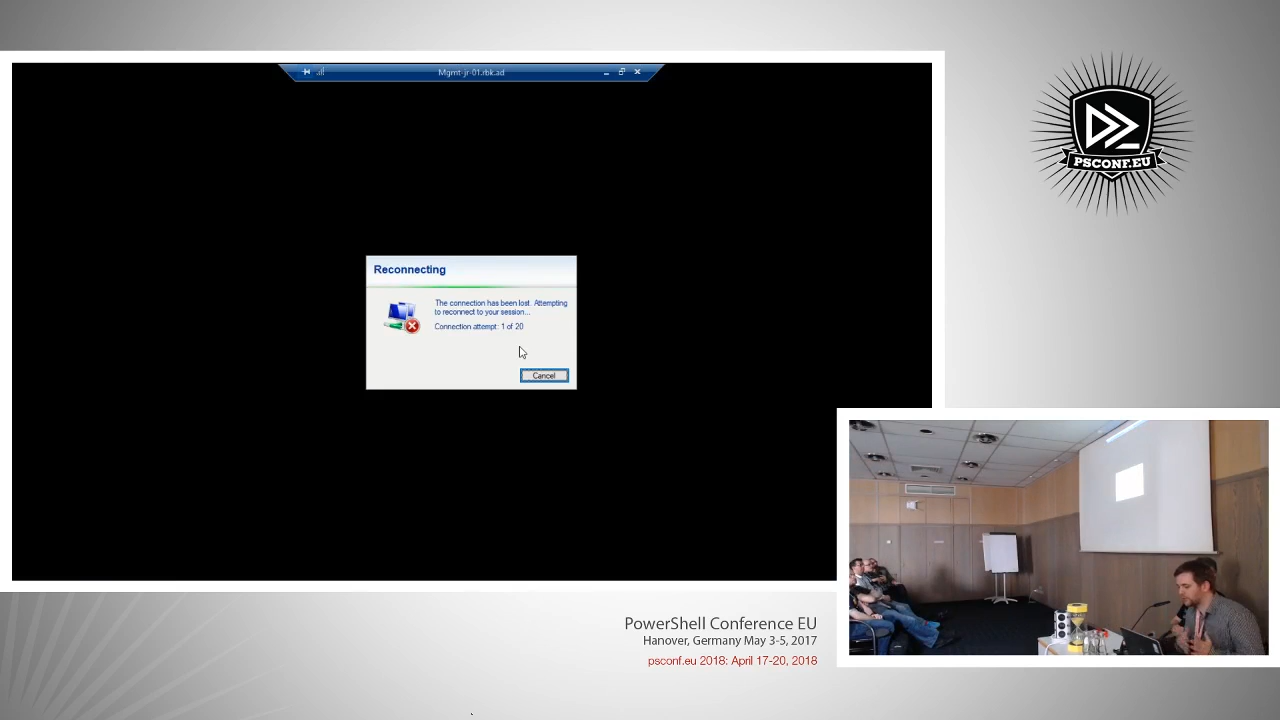 Mgmt-jr-01.rbk.ad
Reconnecting
The connection has been lost. Attempting
to reconnect to your session...
Connection attempt: 1 of 20
Cancel
PSCONF.EU
PowerShell Conference EU
Hanover, Germany May 3-5, 2017
psconf.eu 2018: April 17-20, 2018